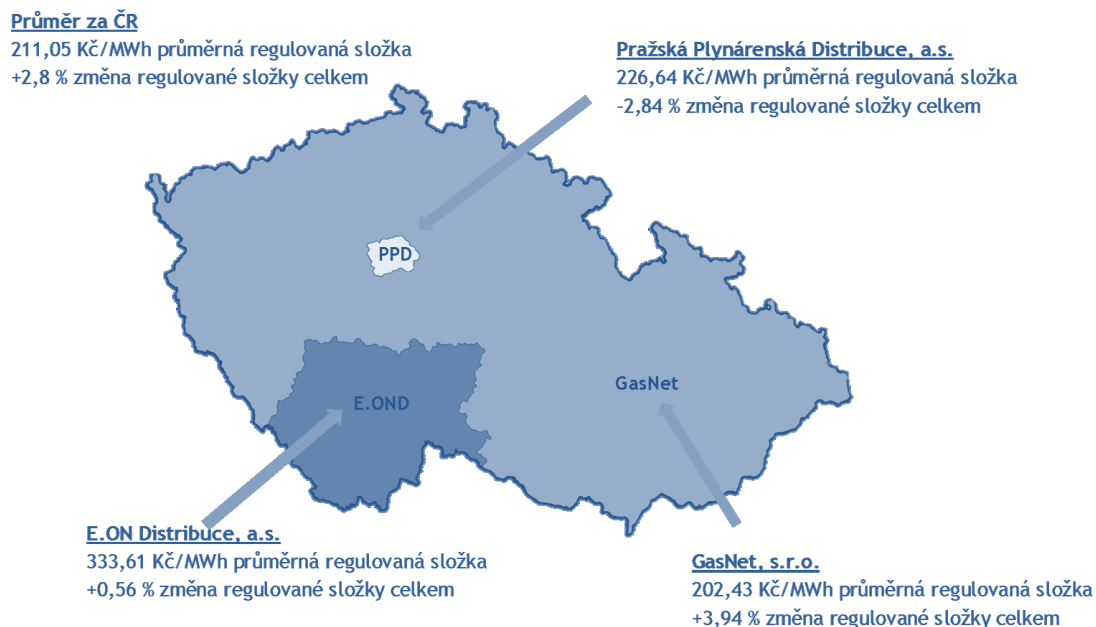 Průměr za ČR
211,05 Kč/MWh průměrná regulovaná složka
+2,8 % změna regulované složky celkem
Pražská Plynárenská Distribuce, a.s.
226,64 Kč/MWh průměrná regulovaná složka
-2,84 % změna regulované složky celkem
PPD
GasNet
E.OND
E.ON Distribuce, a.s.
333,61 Kč/MWh průměrná regulovaná složka
+0,56 % změna regulované složky celkem
GasNet, s.r.o.
202,43 Kč/MWh průměrná regulovaná složka
+3,94 % změna regulované složky celkem